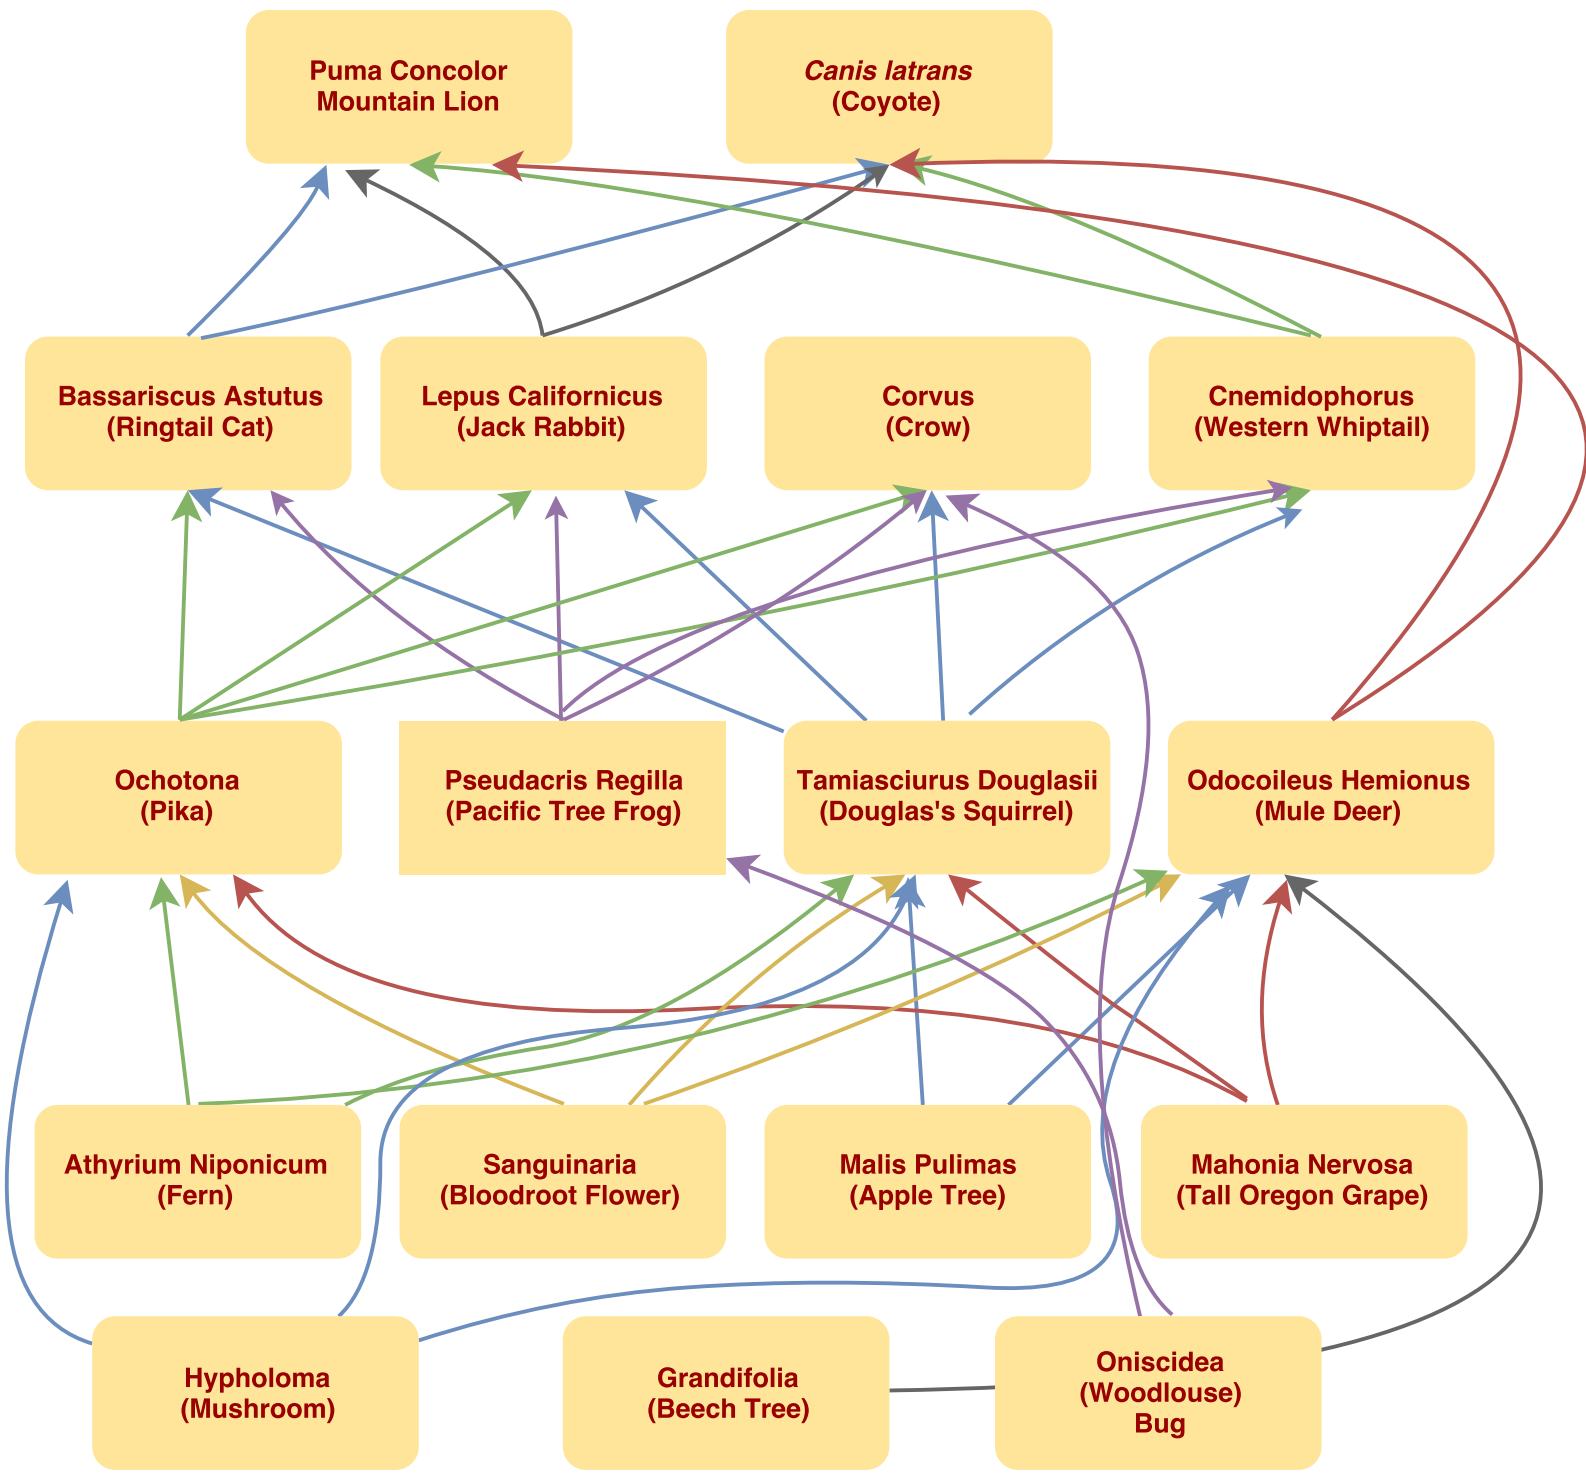 Puma Concolor
Mountain Lion
Canis latrans
(Coyote)
Bassariscus Astutus
(Ringtail Cat)
Lepus Californicus
(Jack Rabbit)
Corvus
(Crow)
Cnemidophorus
(Western Whiptail)
Ochotona
(PIka)
Pseudacris Regilla
(Pacific Tree Frog)
Tamiasciurus Douglasii
(Douglas's Squirrel)
Odocoileus Hemionus
(Mule Deer)
Athyrium Niponicum
(Fern)
Sanguinaria
(Bloodroot Flower)
Malis Pulimas
(Apple Tree)
Mahonia Nervosa
(Tall Oregon Grape)
Hypholoma
(Mushroom)
Grandifolia
(Beech Tree)
Oniscidea
(Woodlouse)
Bug